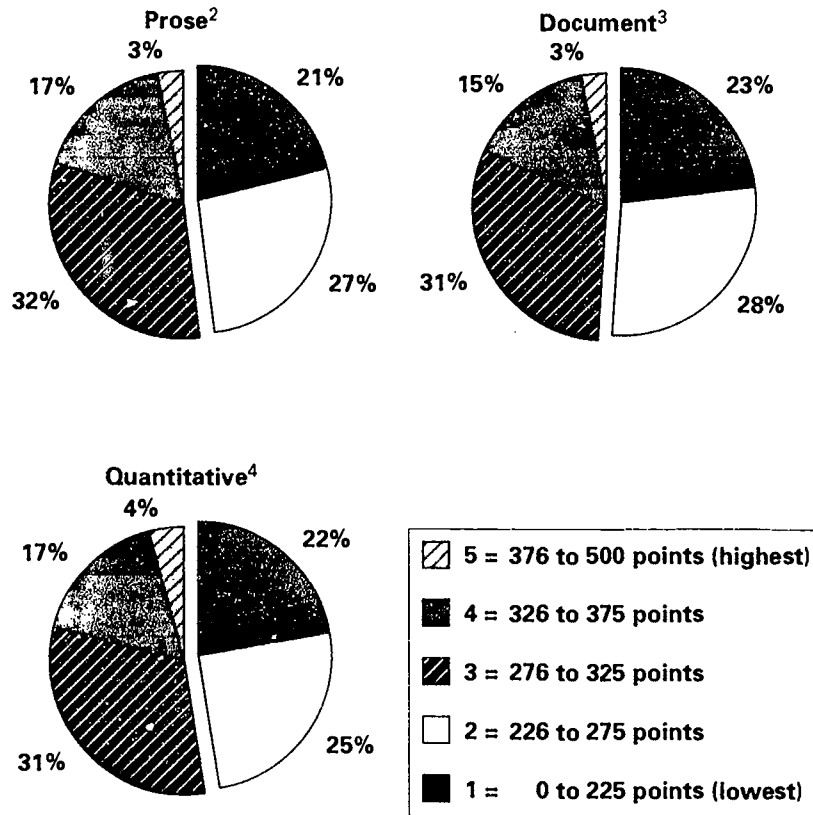 Prose²
3%
17%
21%
32%
27%
Document³
3%
15%
23%
31%
28%
Quantitative⁴
4%
17%
22%
31%
25%
5 = 376 to 500 points (highest)
4 = 326 to 375 points
3 = 276 to 325 points
2 = 226 to 275 points
1 = 0 to 225 points (lowest)